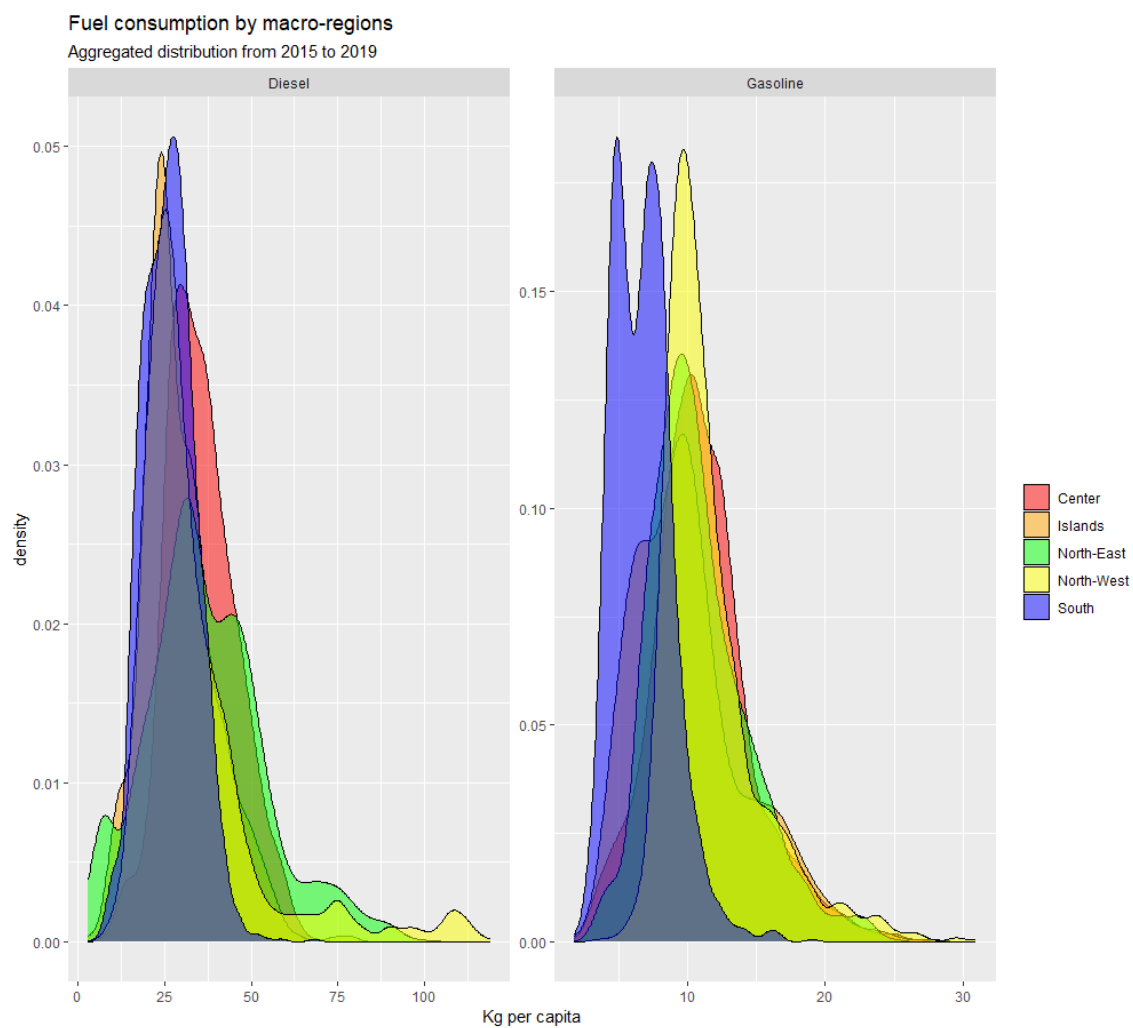 Fuel consumption by macro-regions
Aggregated distribution from 2015 to 2019
Diesel
Gasoline
0.05
0.04
0.03
0.02
0.01
0.00
0.15
0.10
0.05
0.00
density
0
25
50
75
100
10
20
30
Kg per capita
Center
Islands
North-East
North-West
South